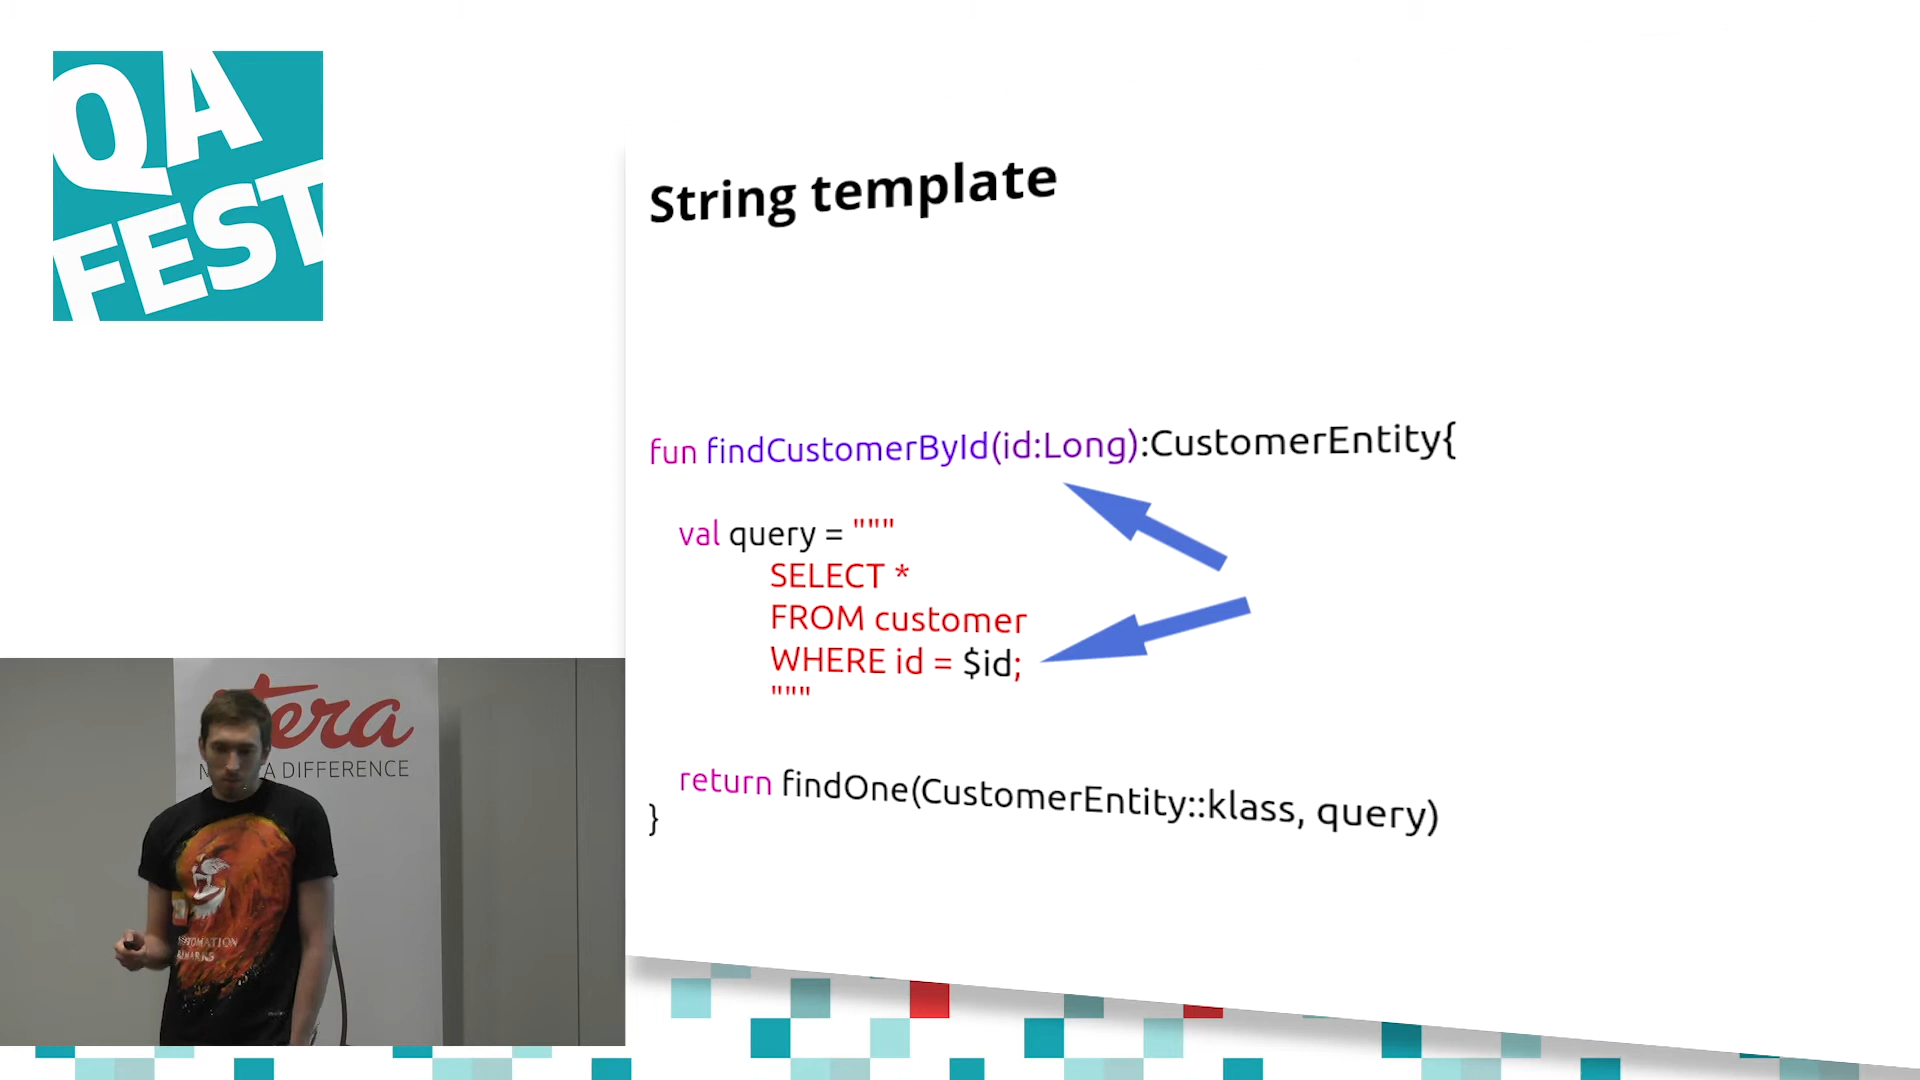 QA
FEST
String template
fun findCustomerById(id:Long):CustomerEntity{
val query = """
SELECT *
FROM customer
WHERE id = $id;
"""
return findOne(CustomerEntity::klass, query)
}
A DIFFERENCE